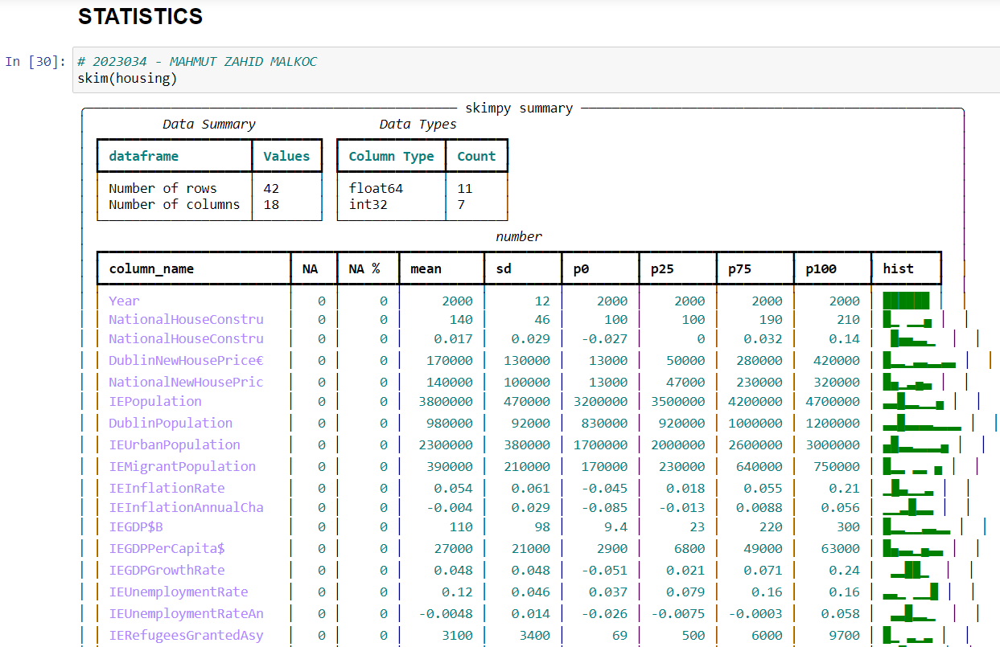 STATISTICS
In [30]: # 2023034 - MAHMUT ZAHID MALKOC
skim(housing)
skimpy summary
Data Summary Data Types
dataframe Values Column Type Count
Number of rows 42 float64 11
Number of columns 18 int32 7
number
column_name NA NA % mean sd p0 p25 p75 p100 hist
Year 0 0 2000 12 2000 2000 2000 2000
NationalHouseConstru 0 0 140 46 100 100 190 210
NationalHouseConstru 0 0 0.017 0.029 -0.027 0 0.032 0.14
DublinNewHousePrice€ 0 0 170000 130000 13000 50000 280000 420000
NationalNewHousePric 0 0 140000 100000 13000 47000 230000 320000
IEPopulation 0 0 3800000 470000 3200000 3500000 4200000 4700000
DublinPopulation 0 0 980000 92000 830000 920000 1000000 1200000
IEUrbanPopulation 0 0 2300000 380000 1700000 2000000 2600000 3000000
IEMigrantPopulation 0 0 390000 210000 170000 230000 640000 750000
IEInflationRate 0 0 0.054 0.061 -0.045 0.018 0.055 0.21
IEInflationAnnualCha 0 0 -0.004 0.029 -0.085 -0.013 0.0088 0.056
IEGDP$B 0 0 110 98 9.4 23 220 300
IEGDPPerCapita$ 0 0 27000 21000 2900 6800 49000 63000
IEGDPGrowthRate 0 0 0.048 0.048 -0.051 0.021 0.071 0.24
IEUnemploymentRate 0 0 0.12 0.046 0.037 0.079 0.16 0.16
IEUnemploymentRateAn 0 0 -0.0048 0.014 -0.026 -0.0075 -0.0003 0.058
IERefugeesGrantedAsy 0 0 3100 3400 69 500 6000 9700